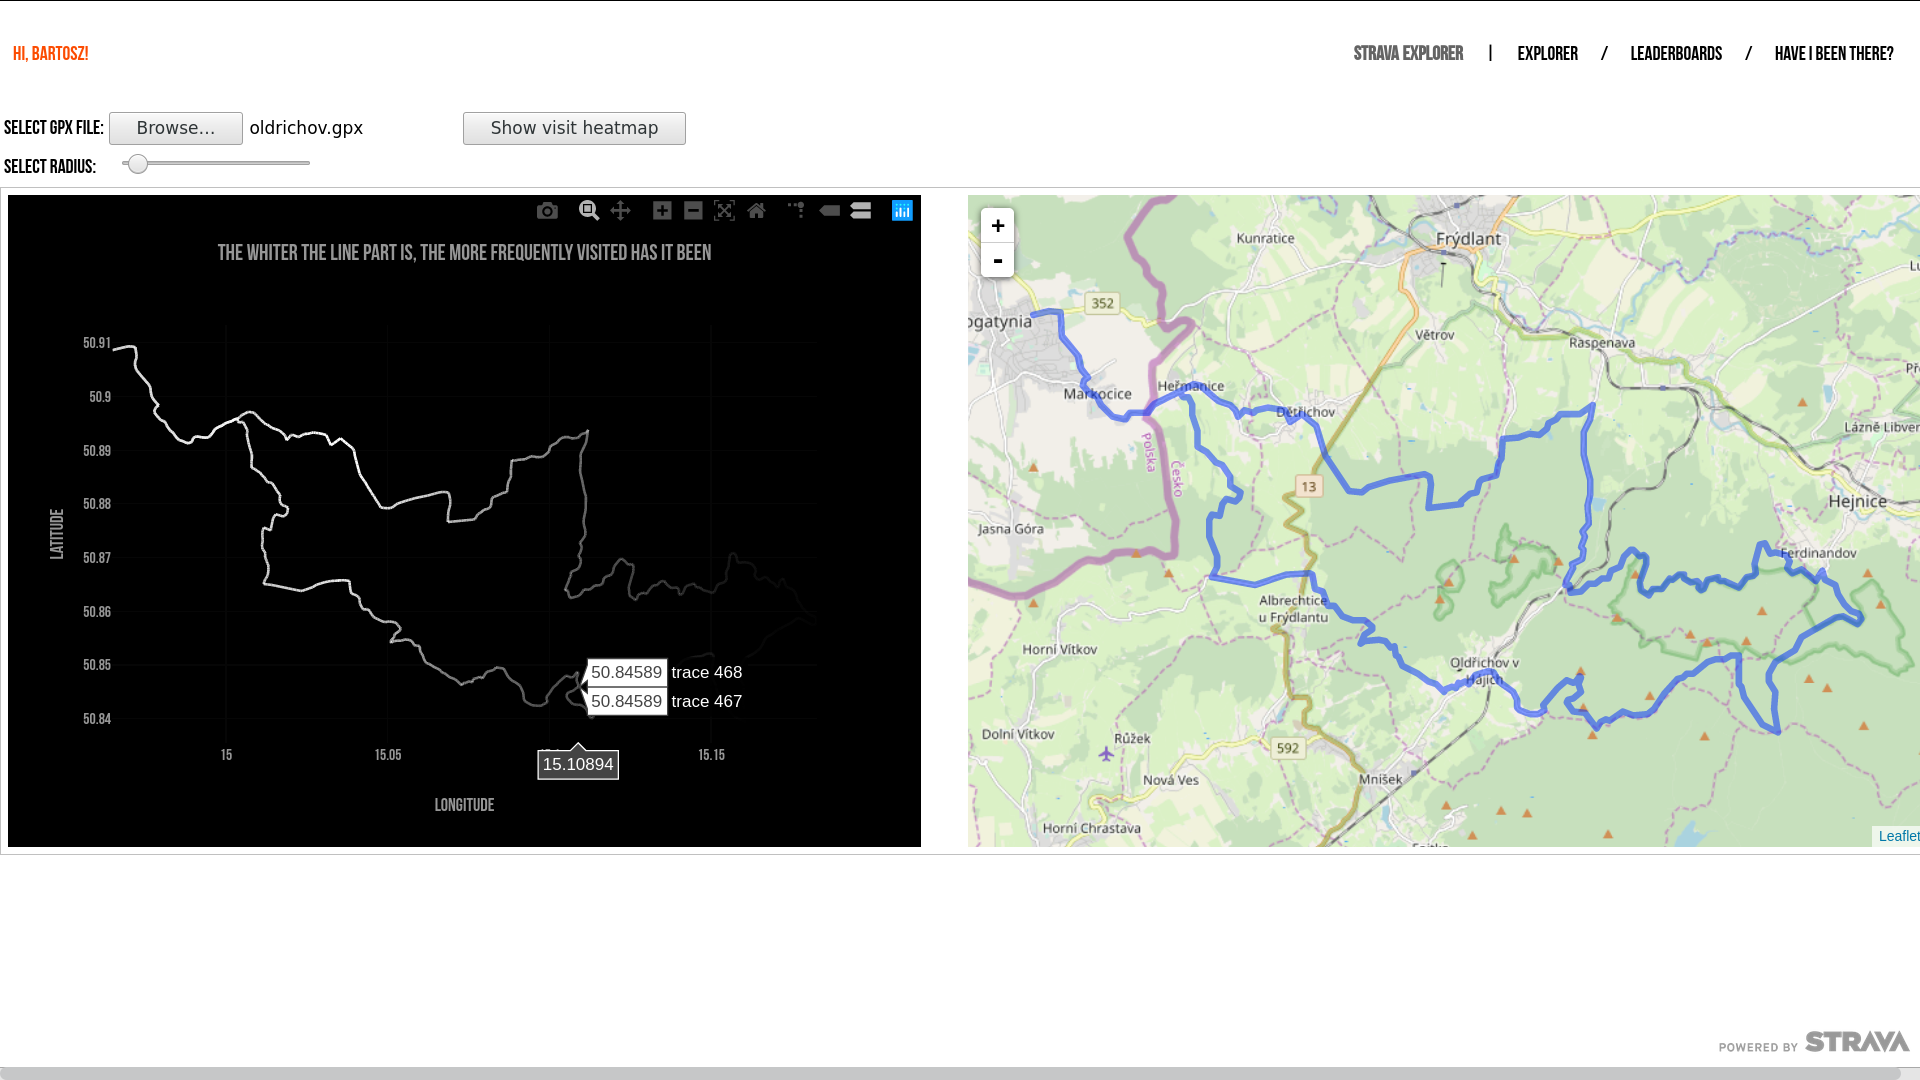 HI, BARTOSZ!
STRAVA EXPLORER | EXPLORER / LEADERBOARDS / HAVE I BEEN THERE?
SELECT GPX FILE: Browse... oldrichov.gpx Show visit heatmap
SELECT RADIUS:
THE WHITER THE LINE PART IS, THE MORE FREQUENTLY VISITED HAS IT BEEN
50.91
50.9
50.89
50.88
50.87
50.86
50.85
50.84
LATITUDE
50.84589 trace 468
50.84589 trace 467
15
15.05
15.15
15.10894
LONGITUDE
+
-
Kunratice
Frýdlant
352
ogatynia
Větrov
Raspenava
Heřmanice
Markocice
Dětřichov
Lázně Libver
Polska
Česko
13
Hejnice
Jasna Góra
Ferdinandov
Albrechtice
u Frýdlantu
Horní Vítkov
Oldřichov v
Hájích
Dolní Vítkov
Růžek
592
Nová Ves
Mníšek
Horní Chrastava
Leaflet
POWERED BY STRAVA